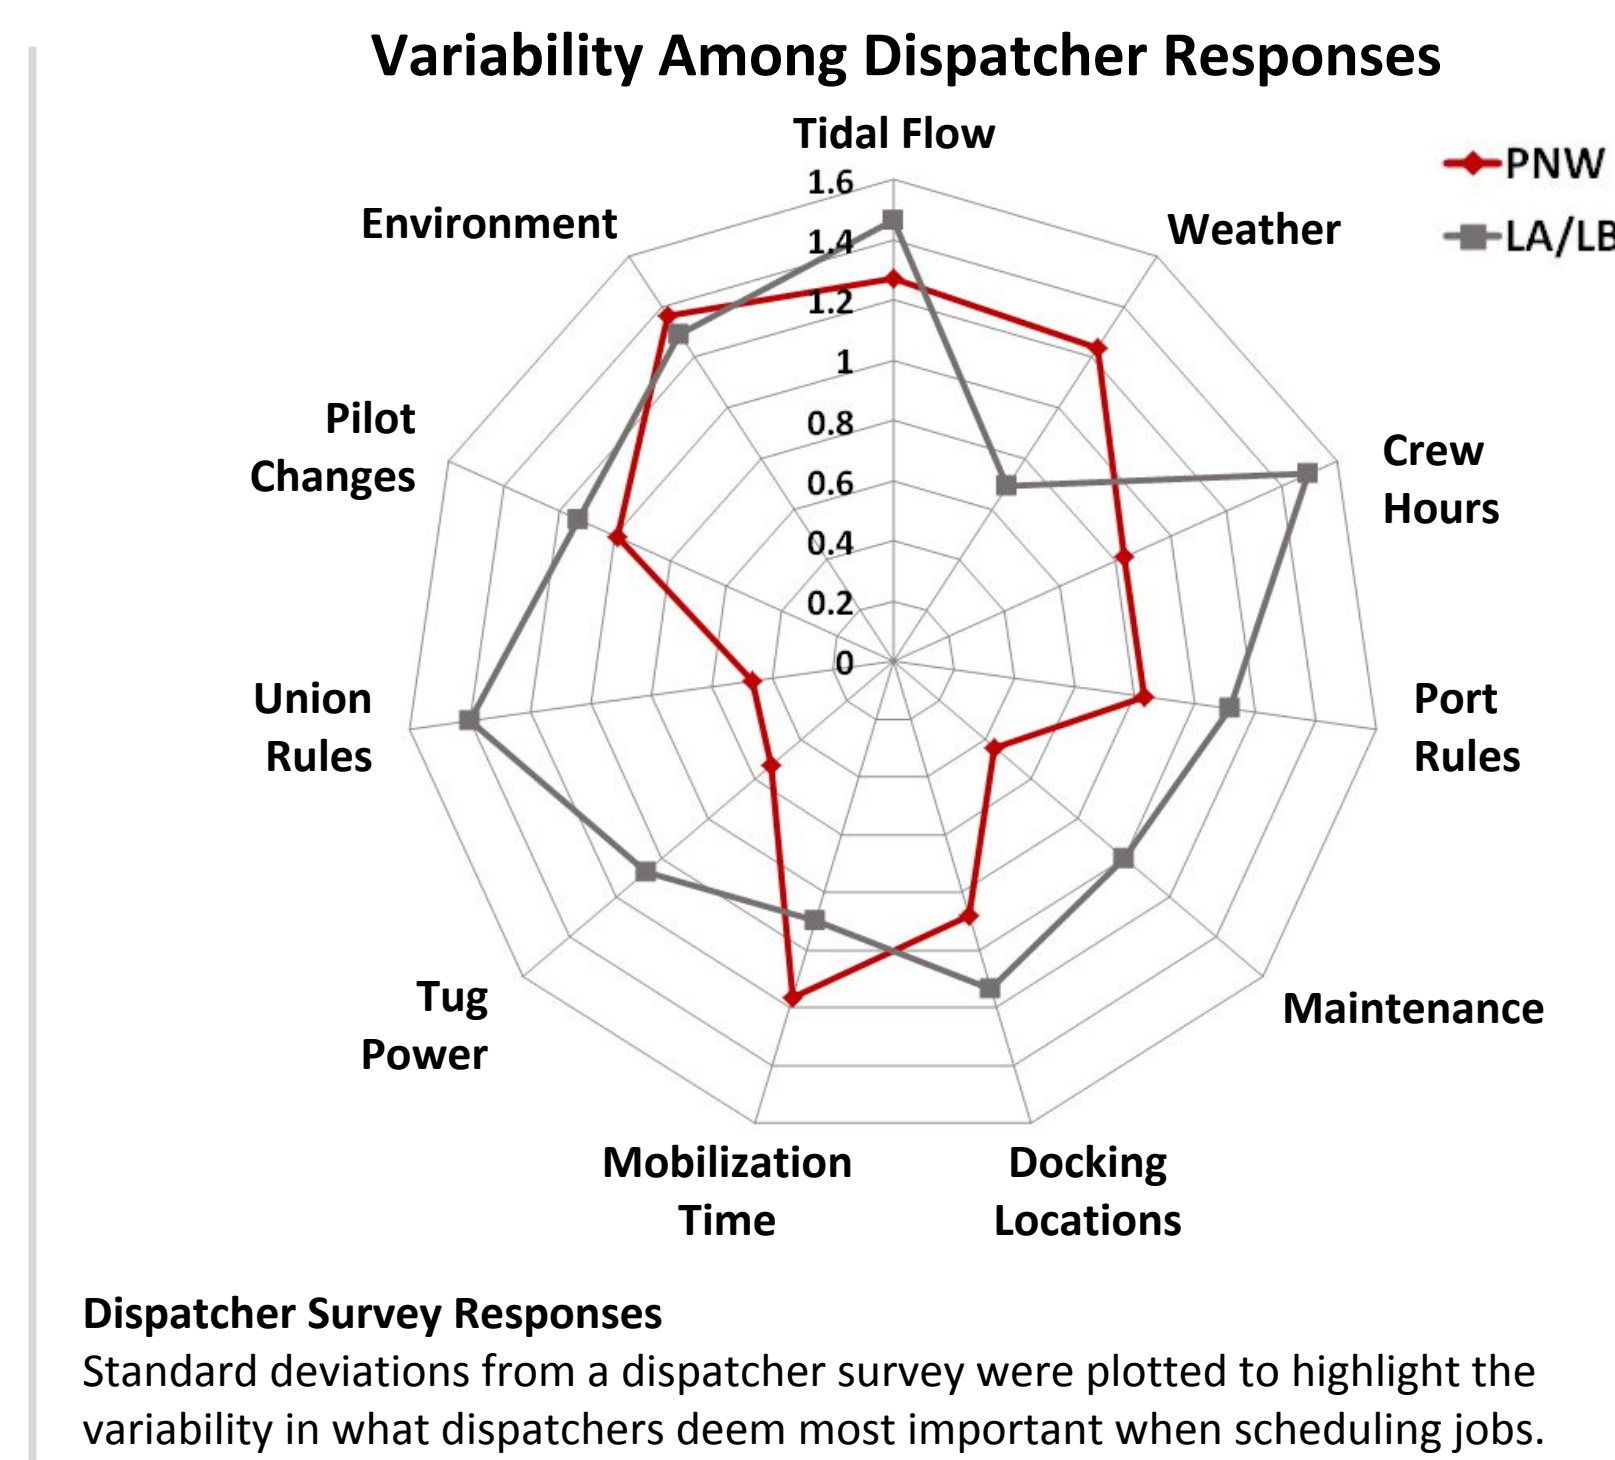 Variability Among Dispatcher Responses
Tidal Flow
PNW
LA/LB
Environment
Weather
1.6
1.4
1.2
1
0.8
0.6
0.4
0.2
0
Pilot
Changes
Crew
Hours
Union
Rules
Port
Rules
Tug
Power
Maintenance
Mobilization
Time
Docking
Locations
Dispatcher Survey Responses
Standard deviations from a dispatcher survey were plotted to highlight the
variability in what dispatchers deem most important when scheduling jobs.